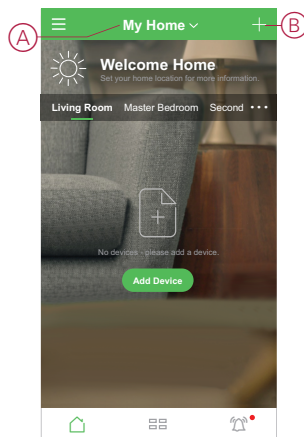 A
My Home
B
Welcome Home
Set your home location for more information.
Living Room Master Bedroom Second
No devices - please add a device.
Add Device